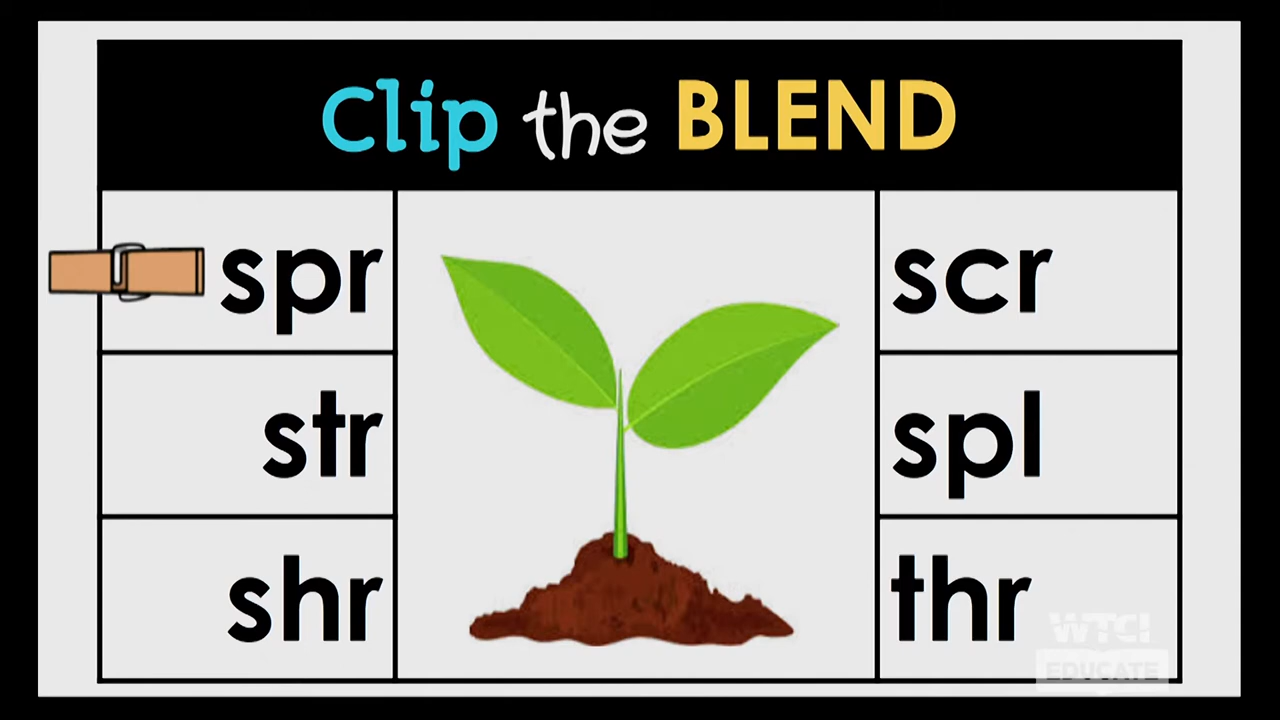 Clip the BLEND
spr
scr
str
spl
shr
thr
WTCI
EDUCATE